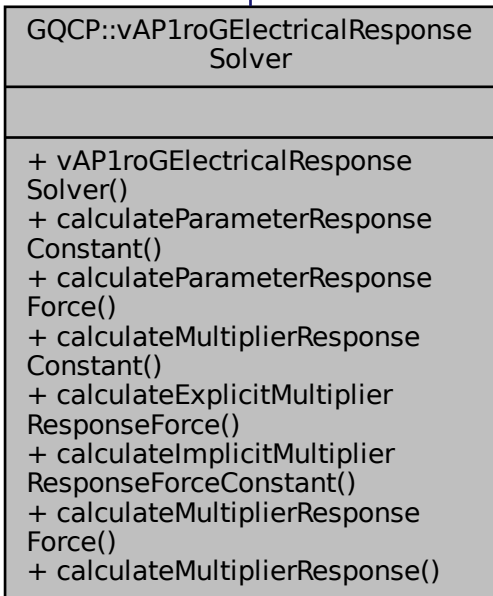 GQCP::vAP1roGElectricalResponse
Solver
+ vAP1roGElectricalResponse
Solver()
+ calculateParameterResponse
Constant()
+ calculateParameterResponse
Force()
+ calculateMultiplierResponse
Constant()
+ calculateExplicitMultiplier
ResponseForce()
+ calculateImplicitMultiplier
ResponseForceConstant()
+ calculateMultiplierResponse
Force()
+ calculateMultiplierResponse()